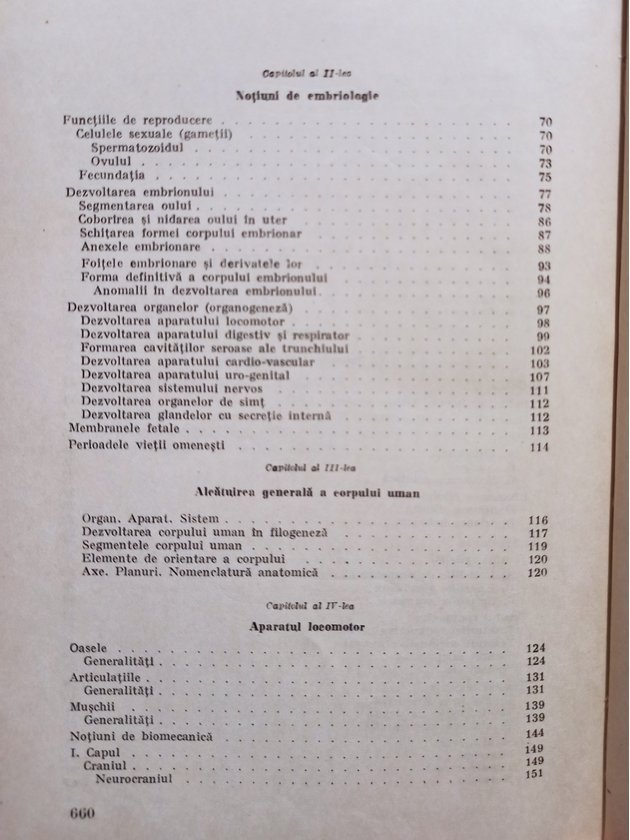 Capitolul al II-lea
Noțiuni de embriologie
Funcțiile de reproducere . . . . . . . . . . . . . . . . 70
Celulele sexuale (gameții) . . . . . . . . . . . . . . . . 70
Spermatozoidul . . . . . . . . . . . . . . . . 70
Ovulul . . . . . . . . . . . . . . . . 73
Fecundația . . . . . . . . . . . . . . . . 75
Dezvoltarea embrionului . . . . . . . . . . . . . . . . 77
Segmentarea oului . . . . . . . . . . . . . . . . 78
Coborîrea și nidarea oului în uter . . . . . . . . . . . . 86
Schițarea formei corpului embrionar . . . . . . . . . . . . 87
Anexele embrionare . . . . . . . . . . . . . . . . 88
Foițele embrionare și derivatele lor . . . . . . . . . . . . 93
Forma definitivă a corpului embrionului . . . . . . . . . . 94
Anomalii în dezvoltarea embrionului . . . . . . . . . . 96
Dezvoltarea organelor (organogeneză) . . . . . . . . . . . . 97
Dezvoltarea aparatului locomotor . . . . . . . . . . . . 98
Dezvoltarea aparatului digestiv și respirator . . . . . . . . 99
Formarea cavităților seroase ale trunchiului . . . . . . . . 102
Dezvoltarea aparatului cardio-vascular . . . . . . . . . . 103
Dezvoltarea aparatului uro-genital . . . . . . . . . . . . 107
Dezvoltarea sistemului nervos . . . . . . . . . . . . 111
Dezvoltarea organelor de simț . . . . . . . . . . . . 112
Dezvoltarea glandelor cu secreție internă . . . . . . . . . . 112
Membranele fetale . . . . . . . . . . . . . . . . 113
Perioadele vieții omenești . . . . . . . . . . . . . . 114
Capitolul al III-lea
Alcătuirea generală a corpului uman
Organ. Aparat. Sistem . . . . . . . . . . . . . . . . 116
Dezvoltarea corpului uman în filogeneză . . . . . . . . . . 117
Segmentele corpului uman . . . . . . . . . . . . . . 119
Elemente de orientare a corpului . . . . . . . . . . . . 120
Axe. Planuri. Nomenclatură anatomică . . . . . . . . . . 120
Capitolul al IV-lea
Aparatul locomotor
Oasele . . . . . . . . . . . . . . . . 124
Generalități . . . . . . . . . . . . . . . . 124
Articulațiile . . . . . . . . . . . . . . . . 131
Generalități . . . . . . . . . . . . . . . . 131
Mușchii . . . . . . . . . . . . . . . . 139
Generalități . . . . . . . . . . . . . . . . 139
Noțiuni de biomecanică . . . . . . . . . . . . . . 144
I. Capul . . . . . . . . . . . . . . . . 149
Craniul . . . . . . . . . . . . . . . . 149
Neurocraniul . . . . . . . . . . . . . . . . 151
660